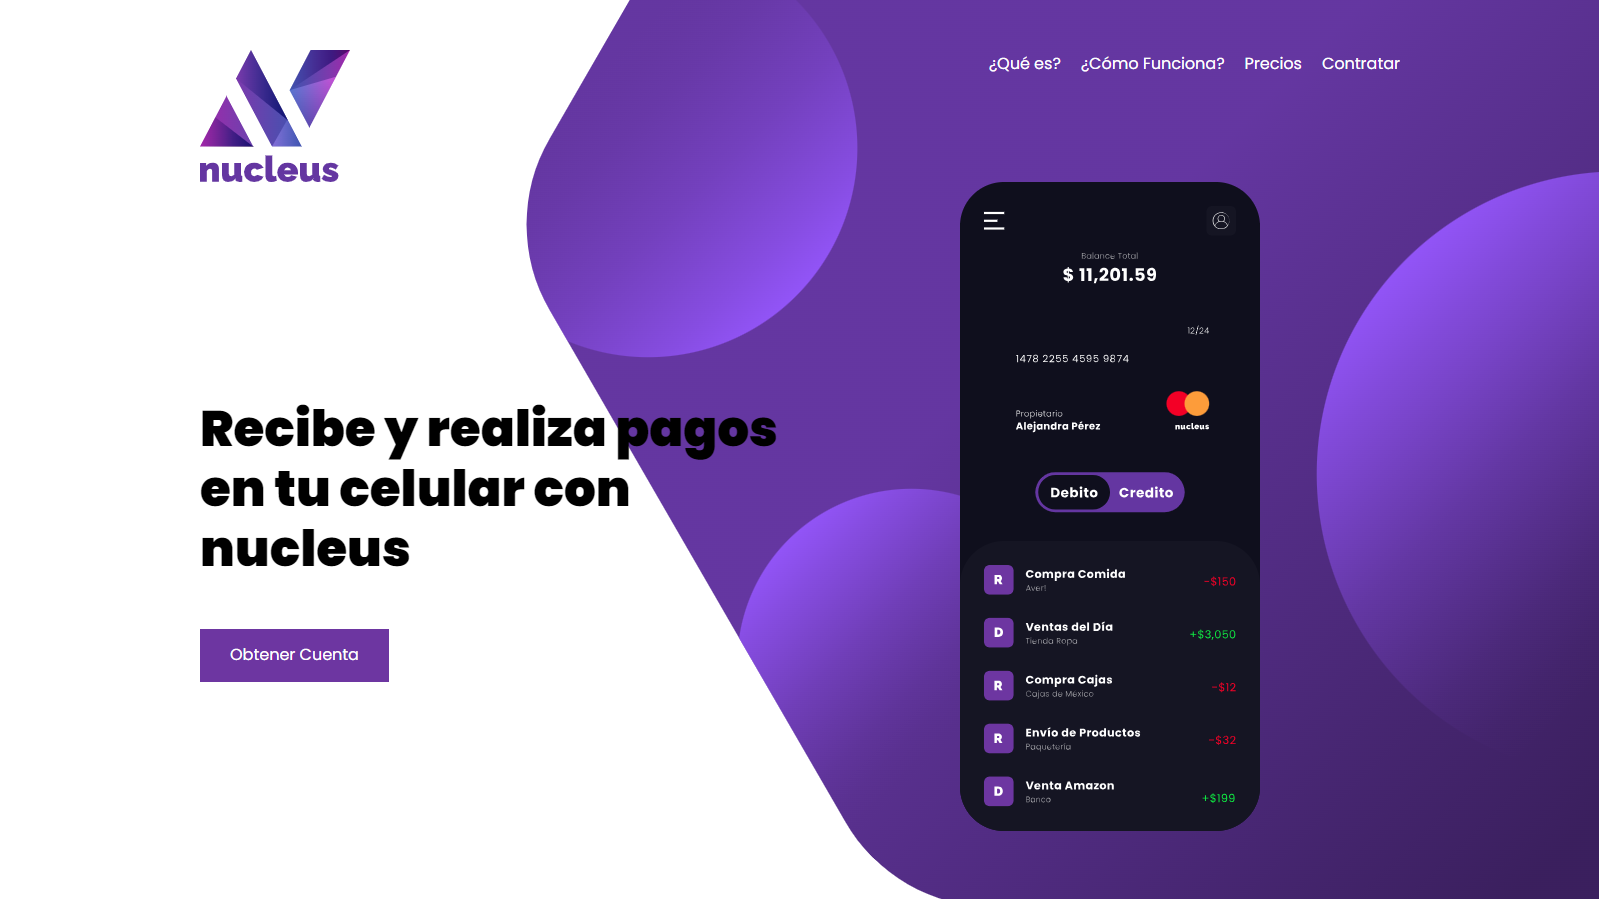 nucleus
¿Qué es? ¿Cómo Funciona? Precios Contratar
Recibe y realiza pagos
en tu celular con
nucleus
Obtener Cuenta
Balance Total
$ 11,201.59
12/24
1478 2255 4595 9874
Propietario
Alejandra Pérez
nucleus
Debito Credito
R Compra Comida -$150
Aver!
D Ventas del Día +$3,050
Tienda Ropa
R Compra Cajas -$12
Cajas de México
R Envío de Productos -$32
Paquetería
D Venta Amazon +$199
Banca